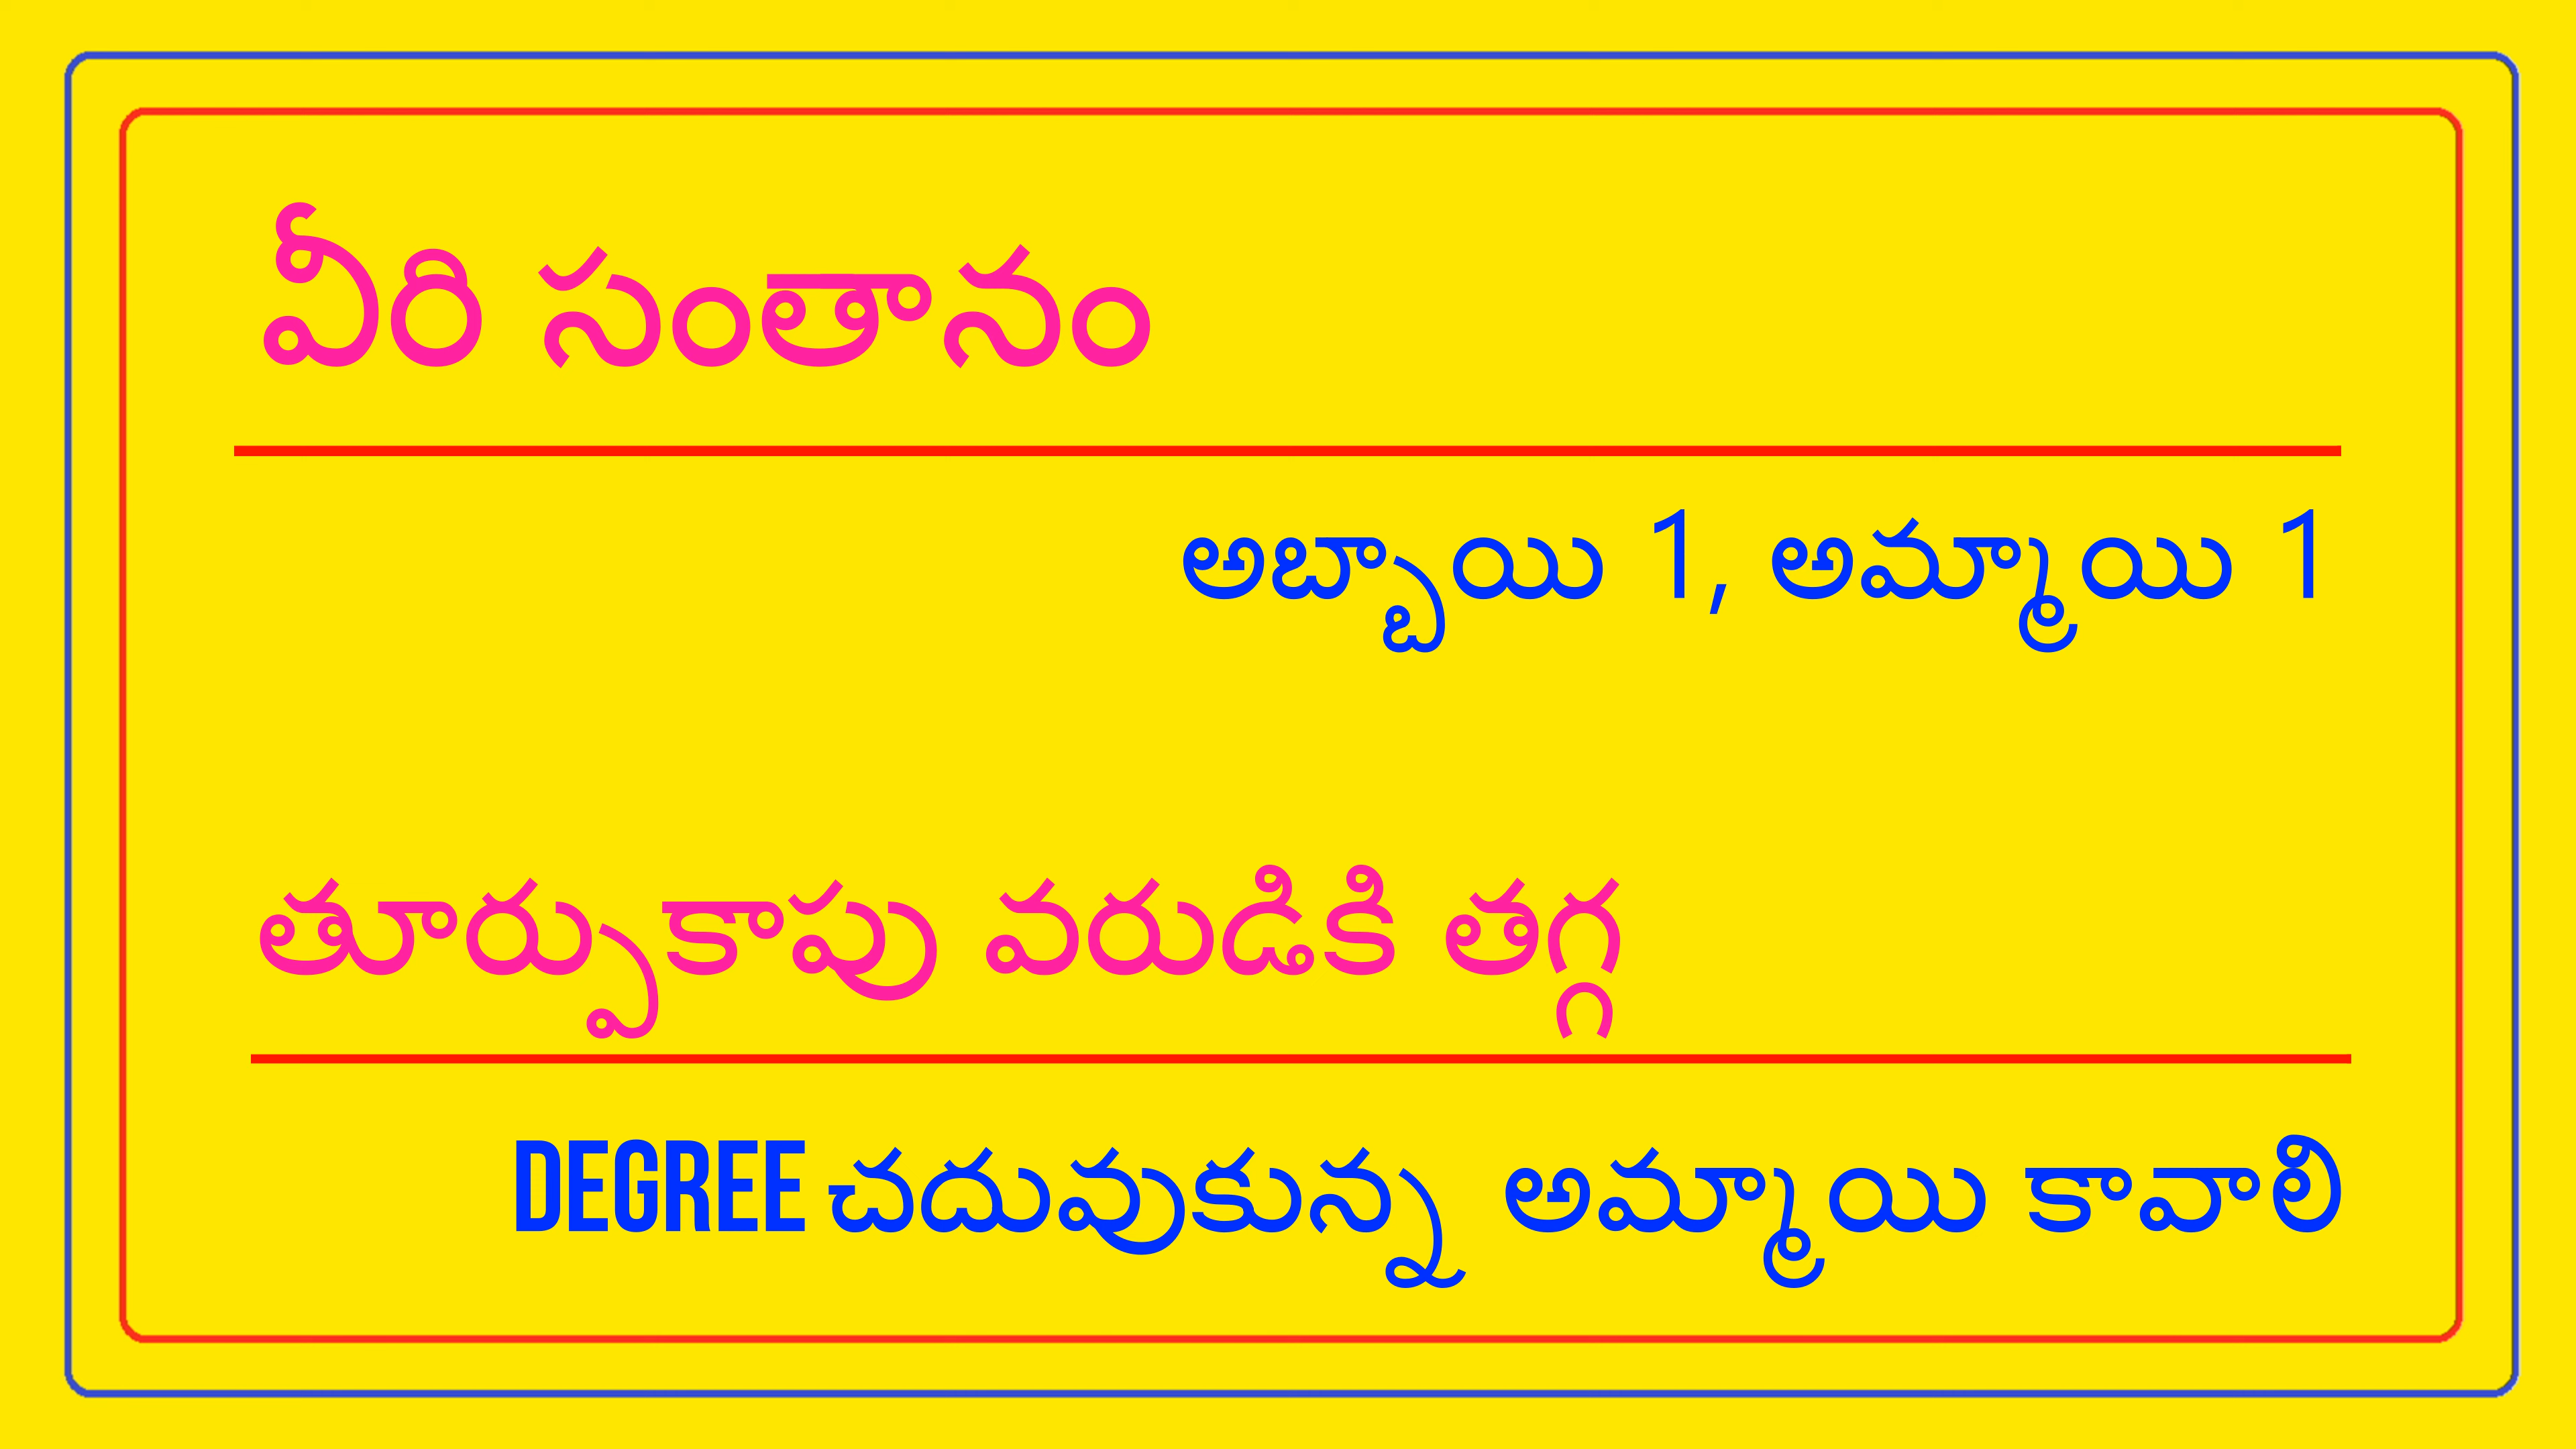 వీరి సంతానం
అబ్బాయి 1, అమ్మాయి 1
తూర్పుకాపు వరుడికి తగ్గ
DEGREE చదువుకున్న అమ్మాయి కావాలి